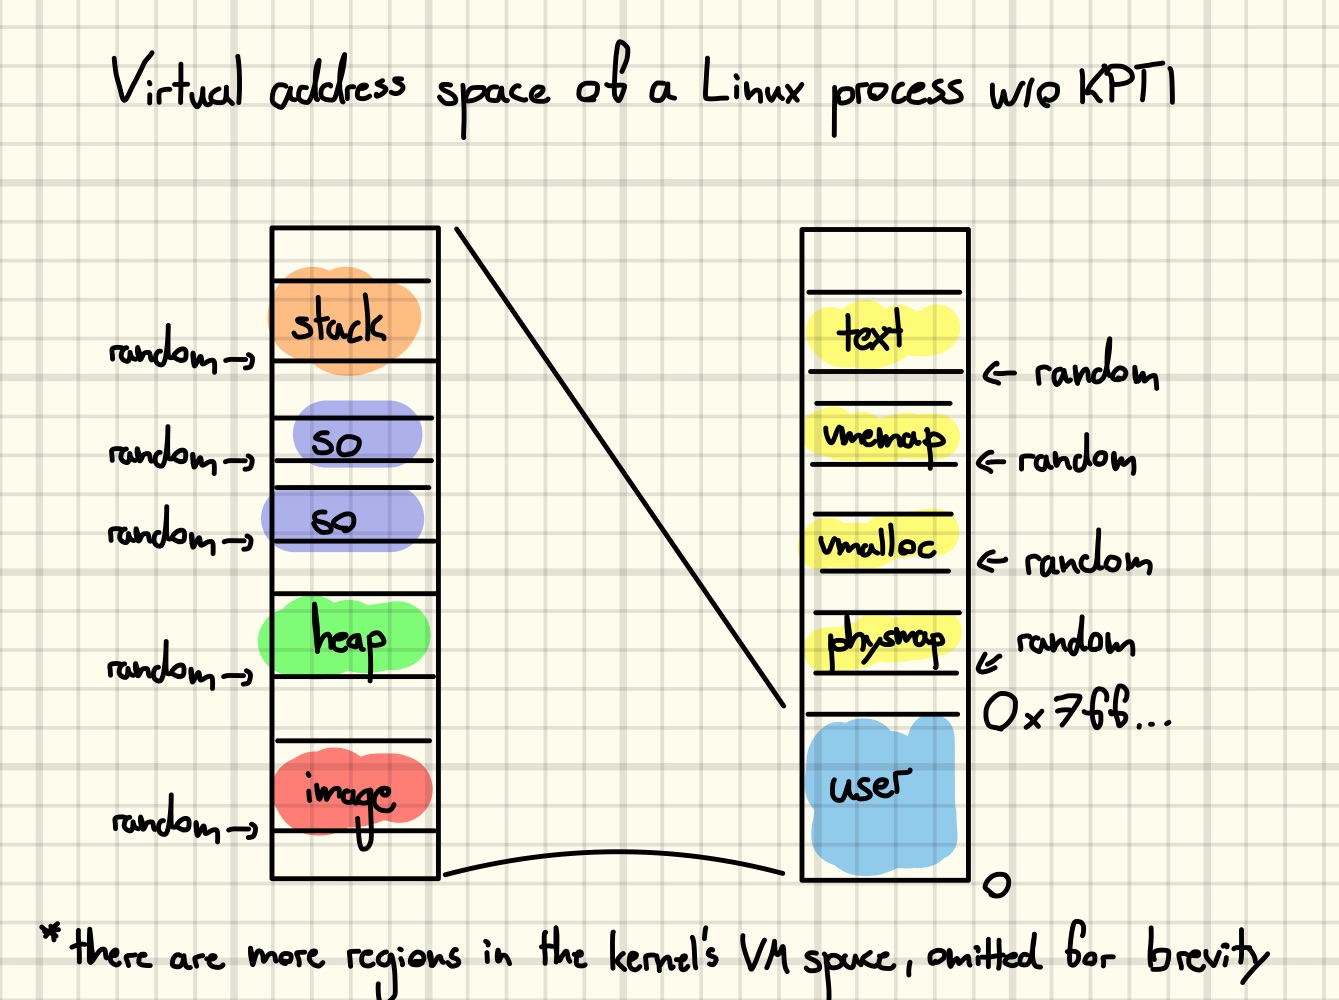 Virtual address space of a Linux process w/o KPTI
stack
random →
so
random →
so
random →
heap
random →
image
random →
text
← random
vmemap
← random
vmalloc
← random
physmap
random
0x7ff...
user
0
* there are more regions in the kernel's VM space, omitted for brevity